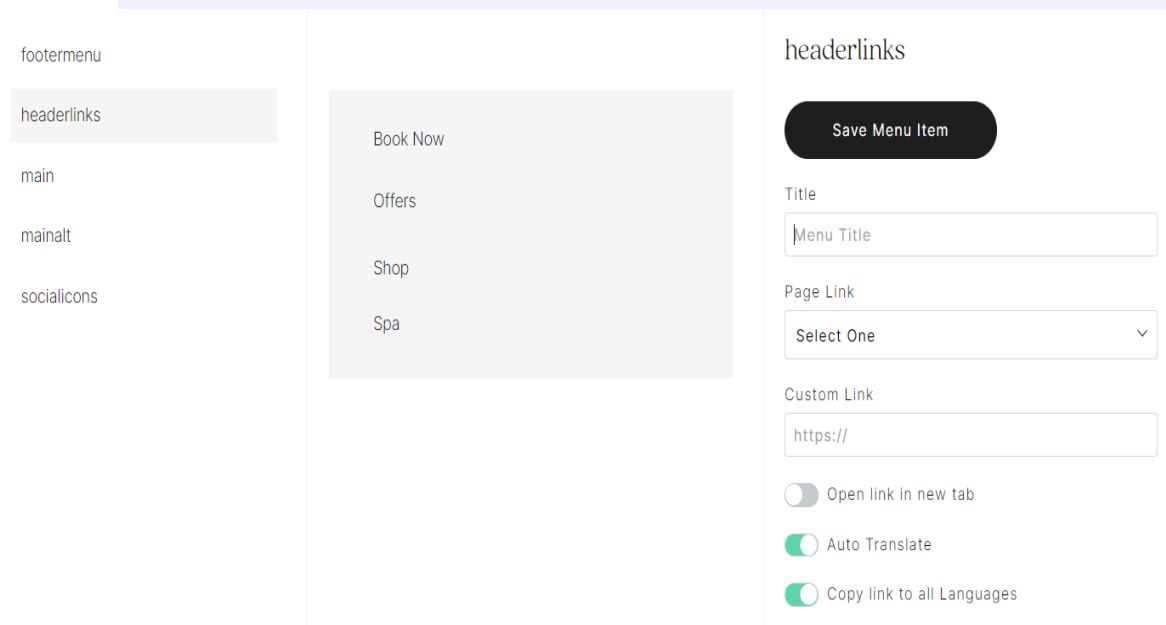 footermenu
headerlinks
main
mainalt
socialicons
Book Now
Offers
Shop
Spa
headerlinks
Save Menu Item
Title
Menu Title
Page Link
Select One
Custom Link
https://
Open link in new tab
Auto Translate
Copy link to all Languages